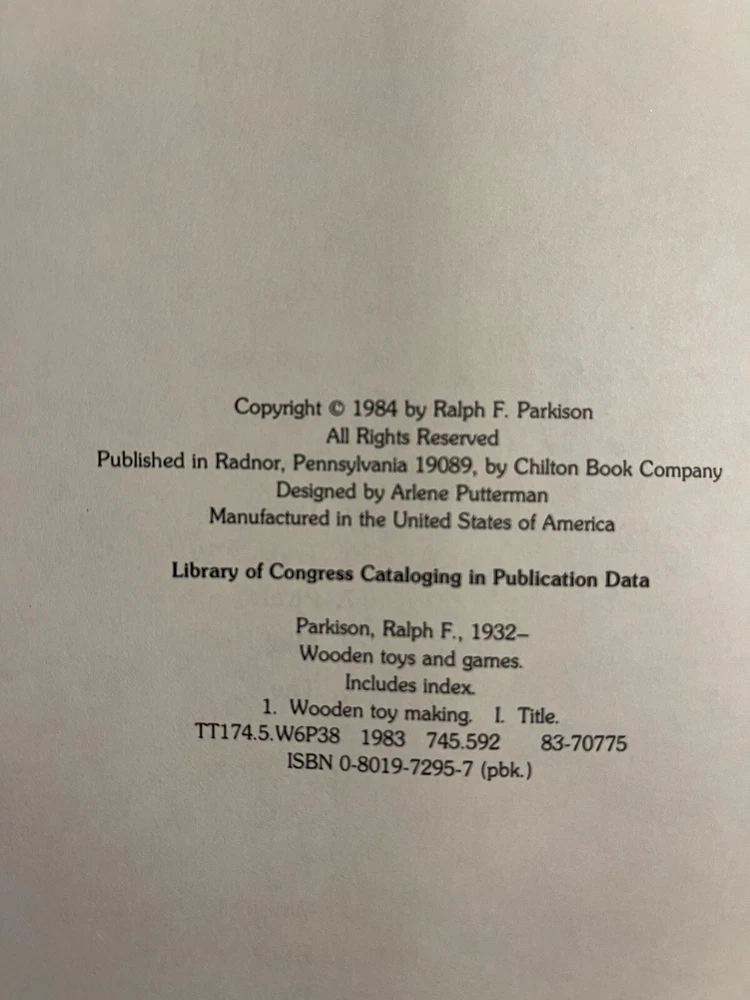 Copyright © 1984 by Ralph F. Parkison
All Rights Reserved
Published in Radnor, Pennsylvania 19089, by Chilton Book Company
Designed by Arlene Putterman
Manufactured in the United States of America
Library of Congress Cataloging in Publication Data
Parkison, Ralph F., 1932–
Wooden toys and games.
Includes index.
1. Wooden toy making. I. Title.
TT174.5.W6P38 1983 745.592 83-70775
ISBN 0-8019-7295-7 (pbk.)